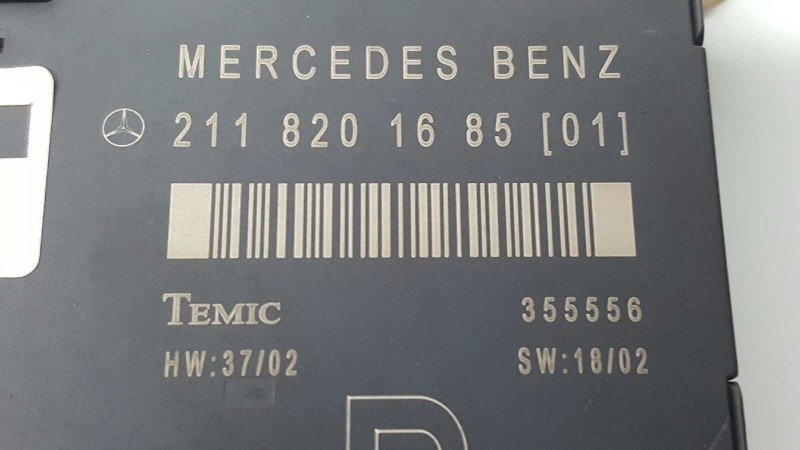 MERCEDES BENZ
211 820 16 85 [01]
TEMIC 355556
HW:37/02 SW:18/02